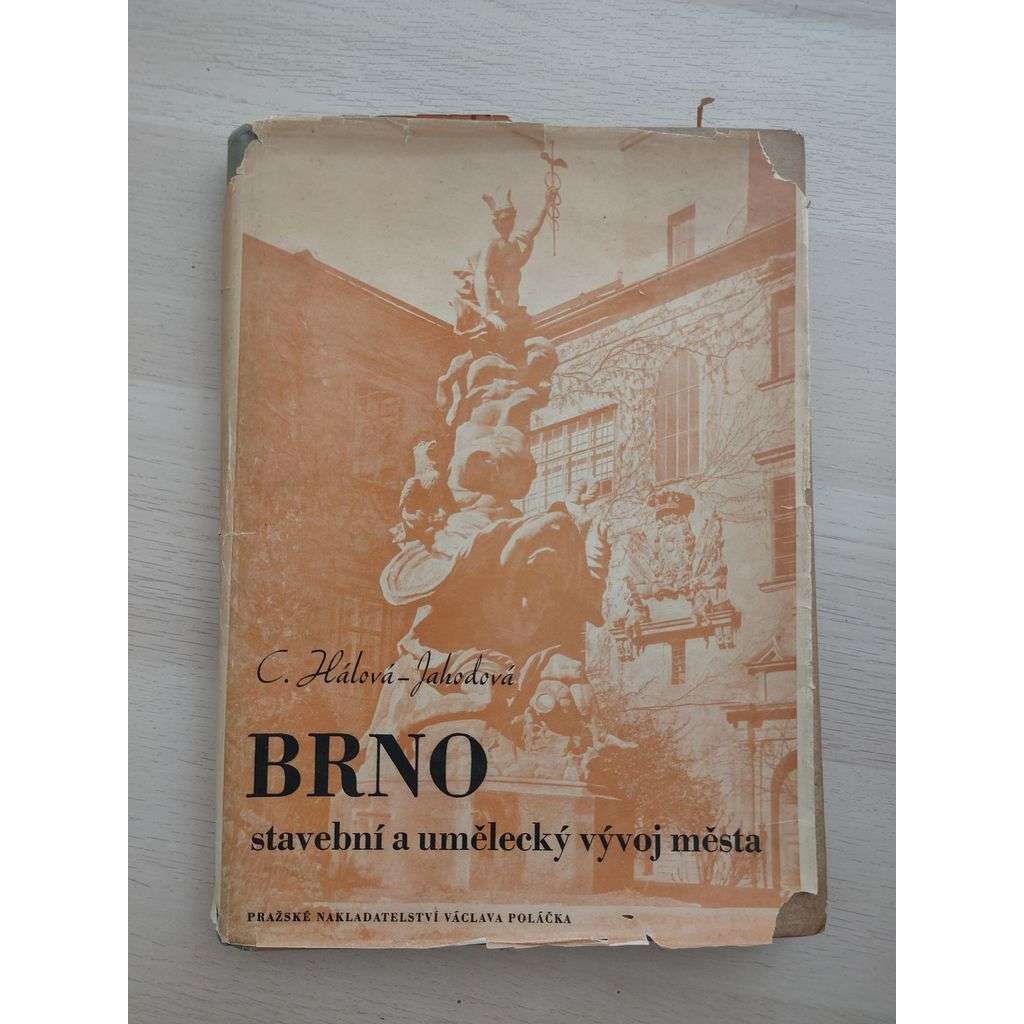 C. Hálová-Jahodová
BRNO
stavební a umělecký vývoj města
PRAŽSKÉ NAKLADATELSTVÍ VÁCLAVA POLÁČKA